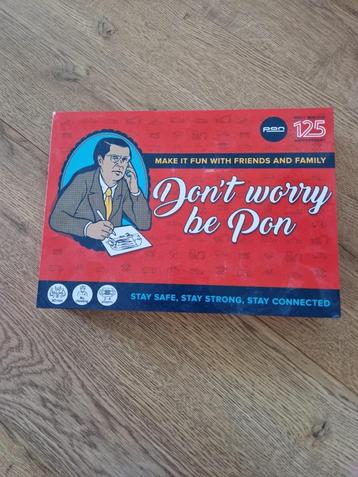 pon
125
MAKE IT FUN WITH FRIENDS AND FAMILY
Don't worry
be Pon
STAY SAFE, STAY STRONG, STAY CONNECTED